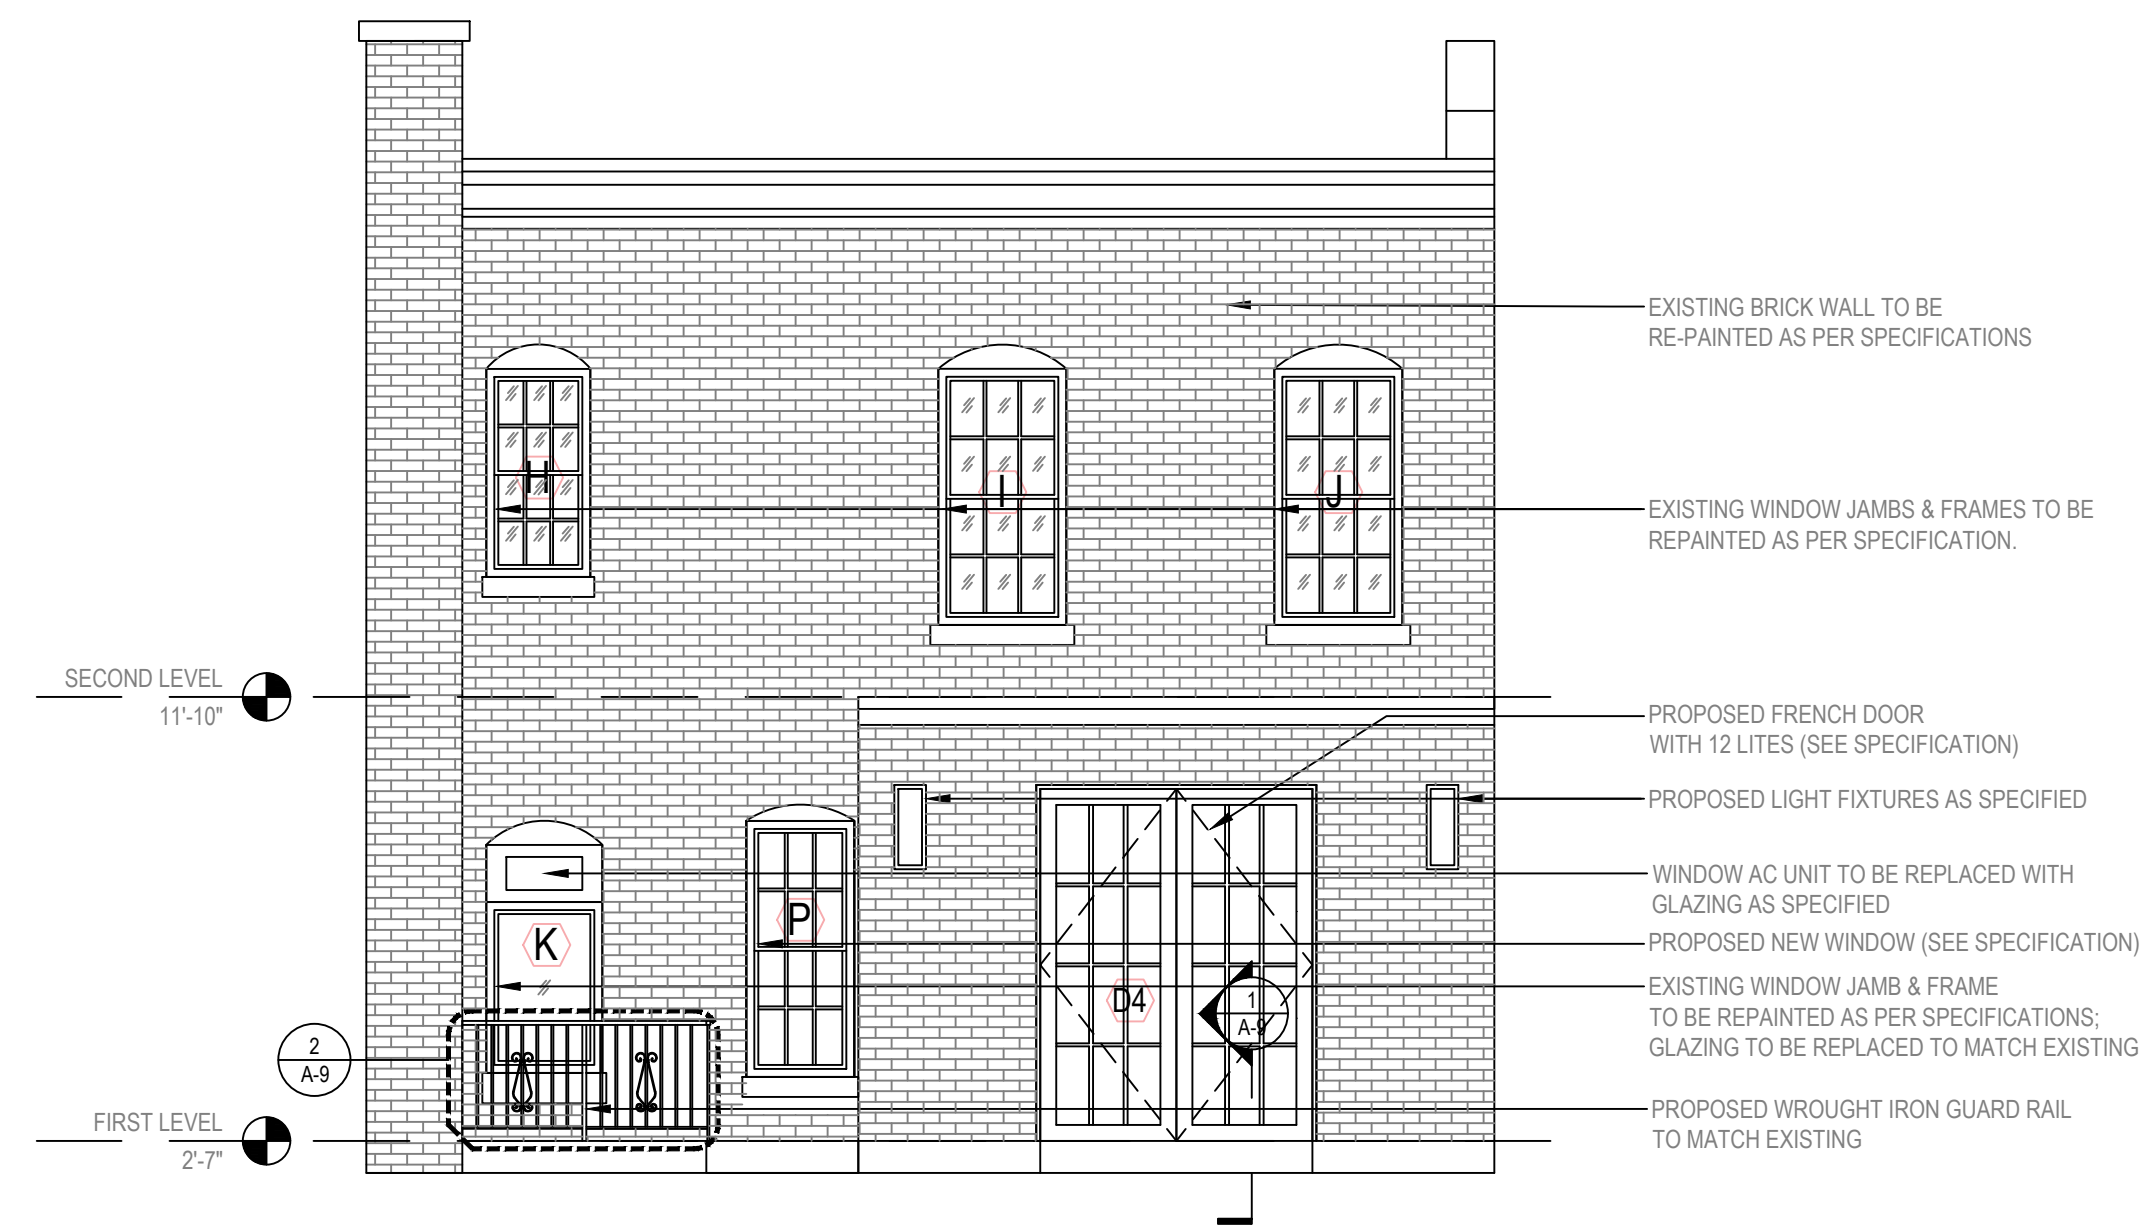 EXISTING BRICK WALL TO BE
RE-PAINTED AS PER SPECIFICATIONS
H
I
J
EXISTING WINDOW JAMBS & FRAMES TO BE
REPAINTED AS PER SPECIFICATION.
SECOND LEVEL
11'-10"
PROPOSED FRENCH DOOR
WITH 12 LITES (SEE SPECIFICATION)
PROPOSED LIGHT FIXTURES AS SPECIFIED
WINDOW AC UNIT TO BE REPLACED WITH
GLAZING AS SPECIFIED
P
K
PROPOSED NEW WINDOW (SEE SPECIFICATION)
EXISTING WINDOW JAMB & FRAME
TO BE REPAINTED AS PER SPECIFICATIONS;
GLAZING TO BE REPLACED TO MATCH EXISTING
D4
1
A-9
2
A-9
FIRST LEVEL
2'-7"
PROPOSED WROUGHT IRON GUARD RAIL
TO MATCH EXISTING